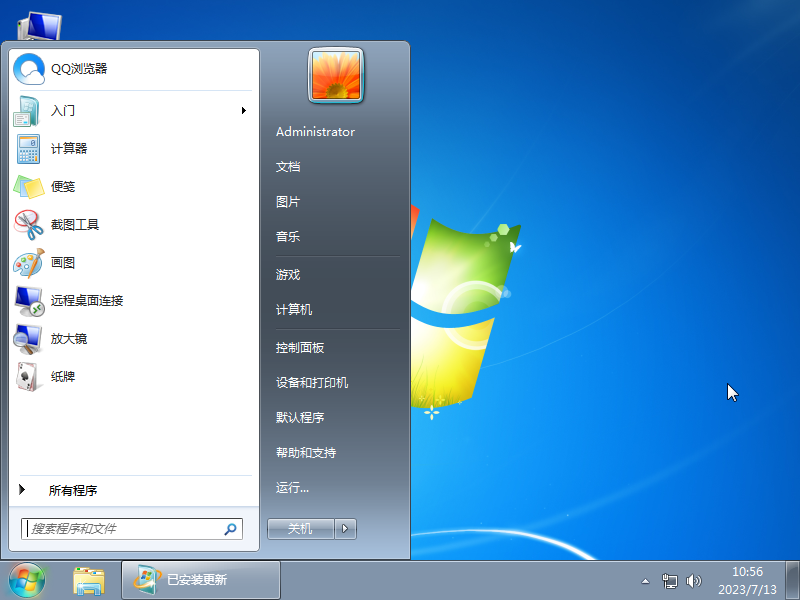 QQ浏览器
入门
计算器
便笺
截图工具
画图
远程桌面连接
放大镜
纸牌
所有程序
搜索程序和文件
Administrator
文档
图片
音乐
游戏
计算机
控制面板
设备和打印机
默认程序
帮助和支持
运行...
关机
已安装更新
10:56
2023/7/13